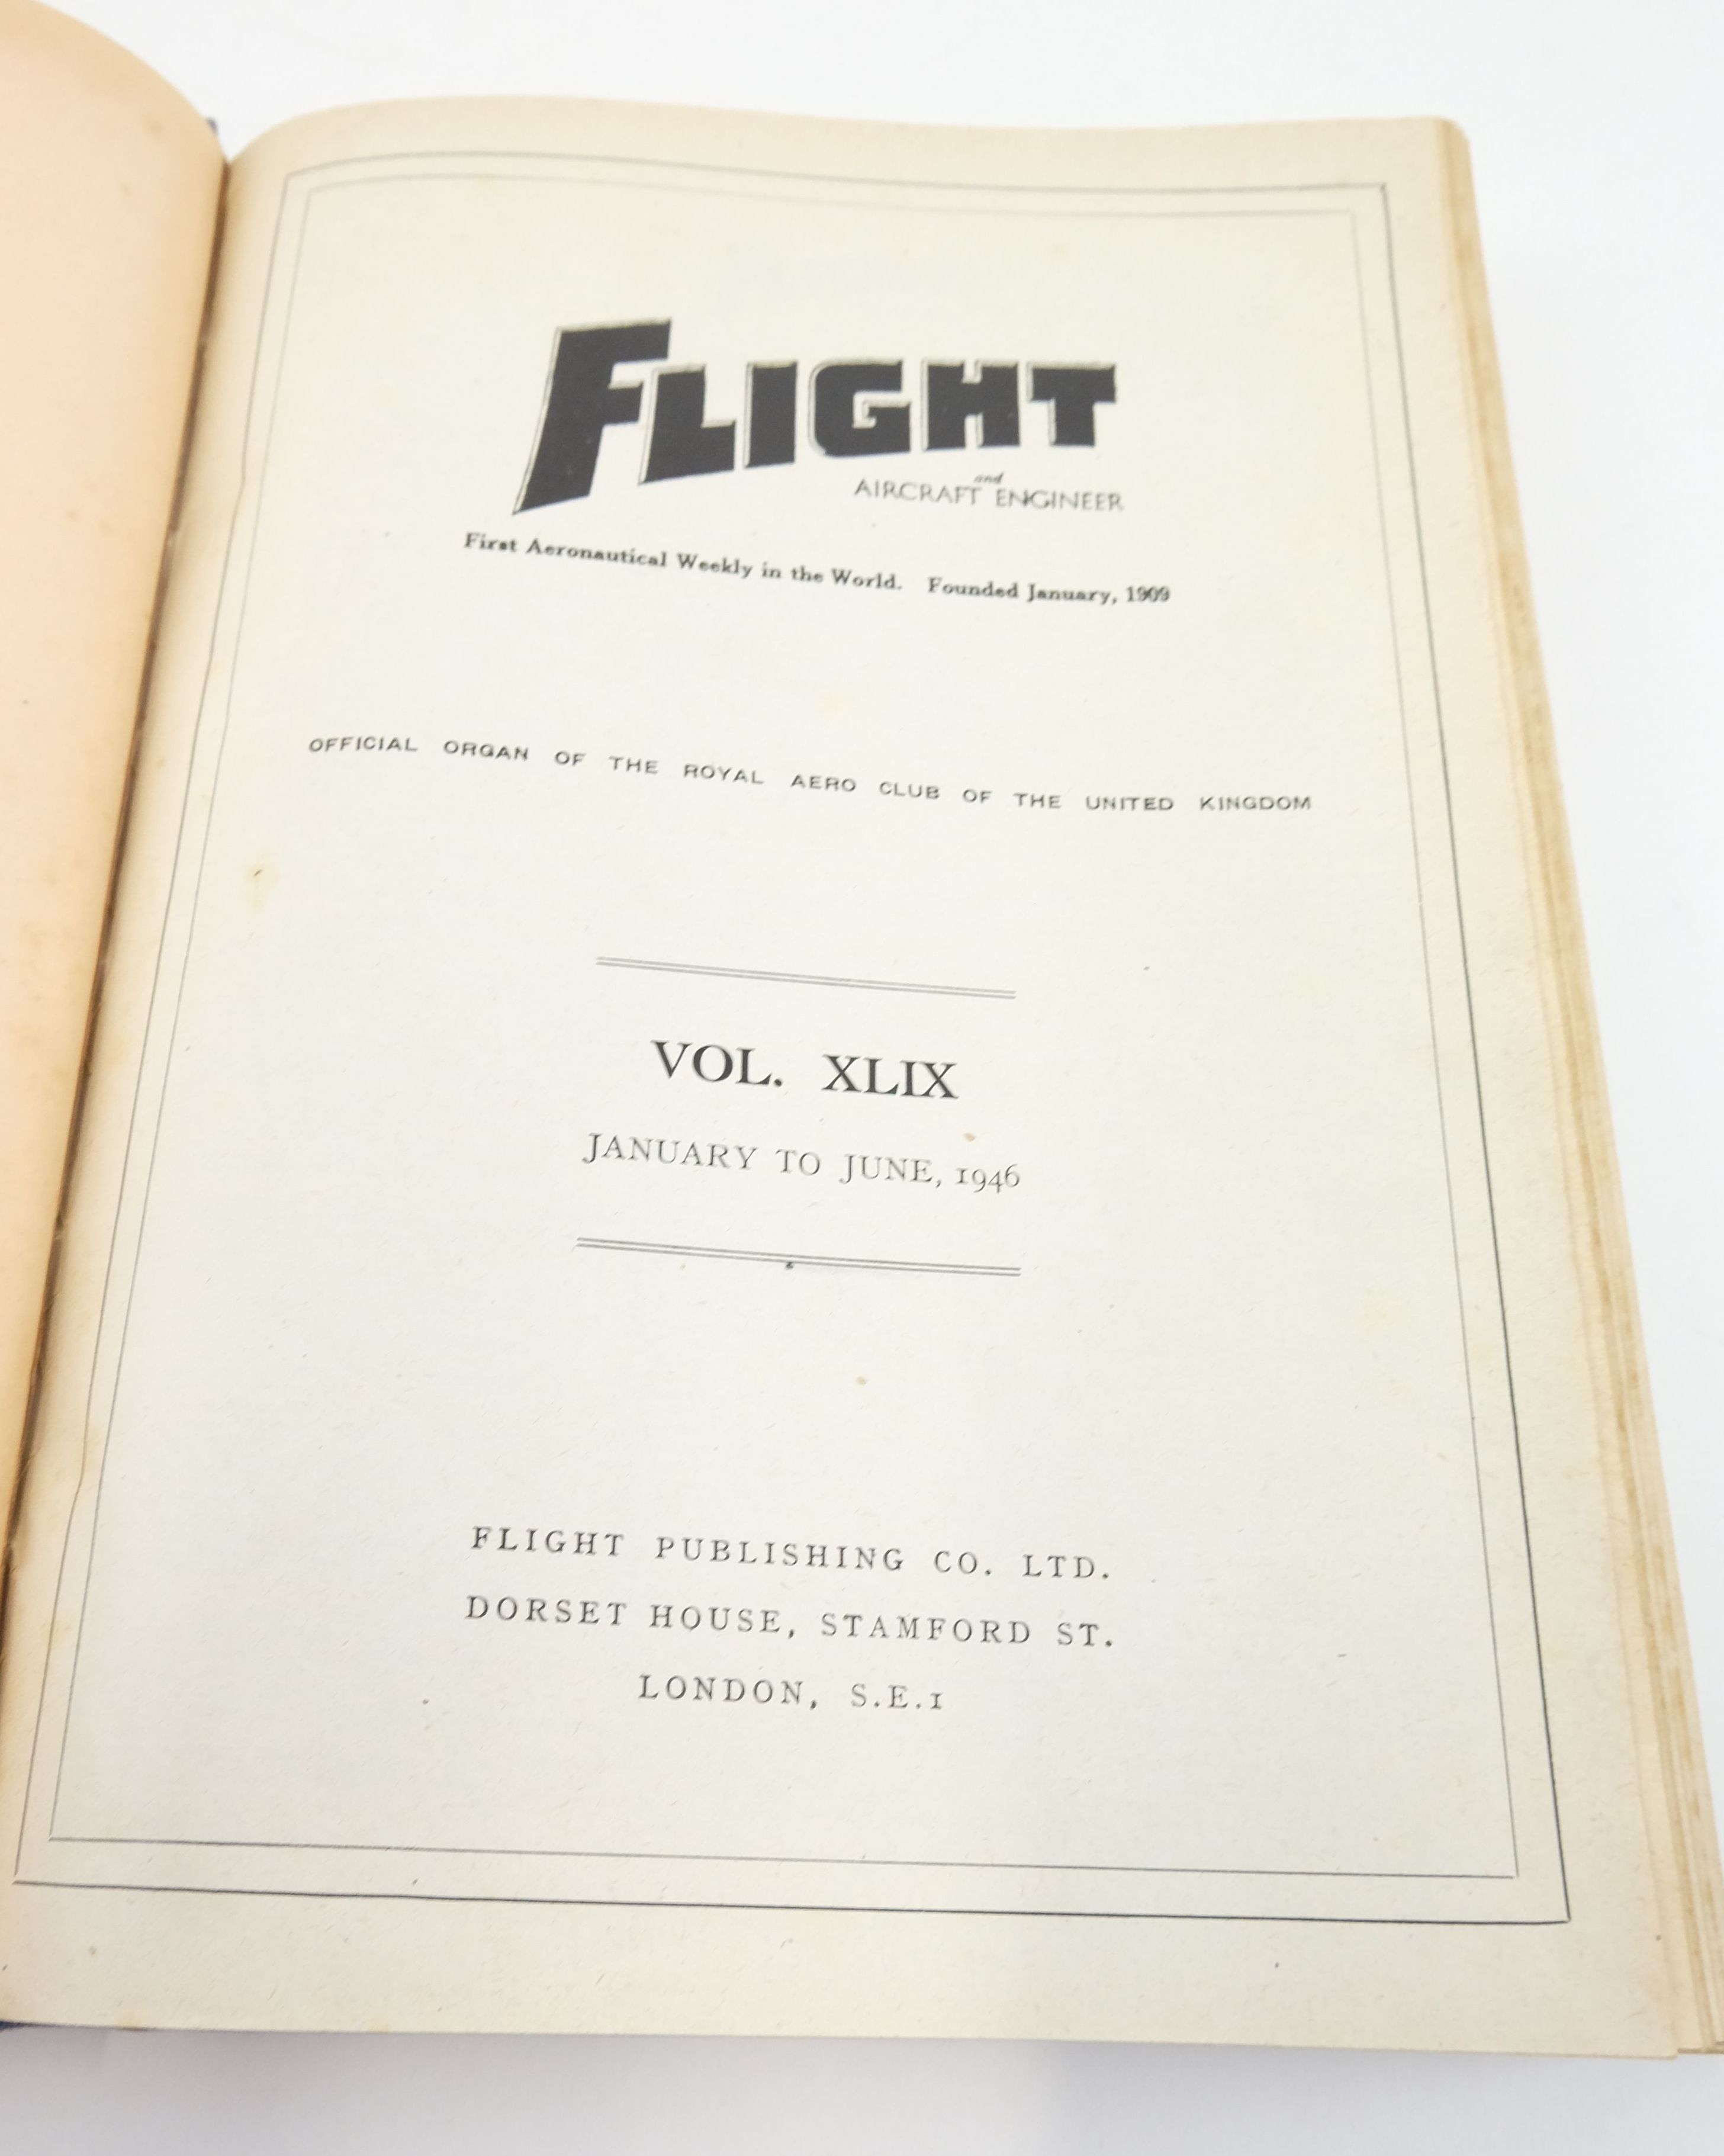 FLIGHT
and
AIRCRAFT ENGINEER
First Aeronautical Weekly in the World. Founded January, 1909
OFFICIAL ORGAN OF THE ROYAL AERO CLUB OF THE UNITED KINGDOM
VOL. XLIX
JANUARY TO JUNE, 1946
FLIGHT PUBLISHING CO. LTD.
DORSET HOUSE, STAMFORD ST.
LONDON, S.E.1